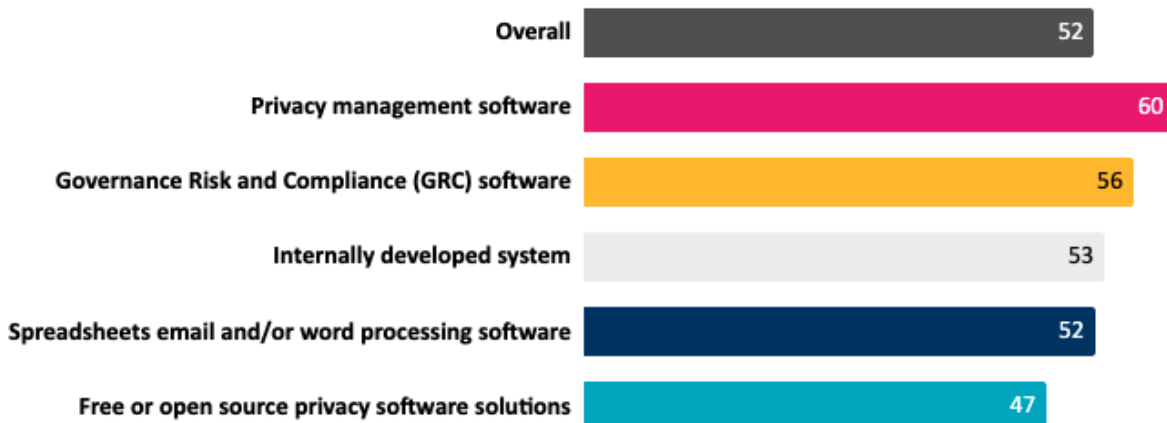 Overall 52
Privacy management software 60
Governance Risk and Compliance (GRC) software 56
Internally developed system 53
Spreadsheets email and/or word processing software 52
Free or open source privacy software solutions 47